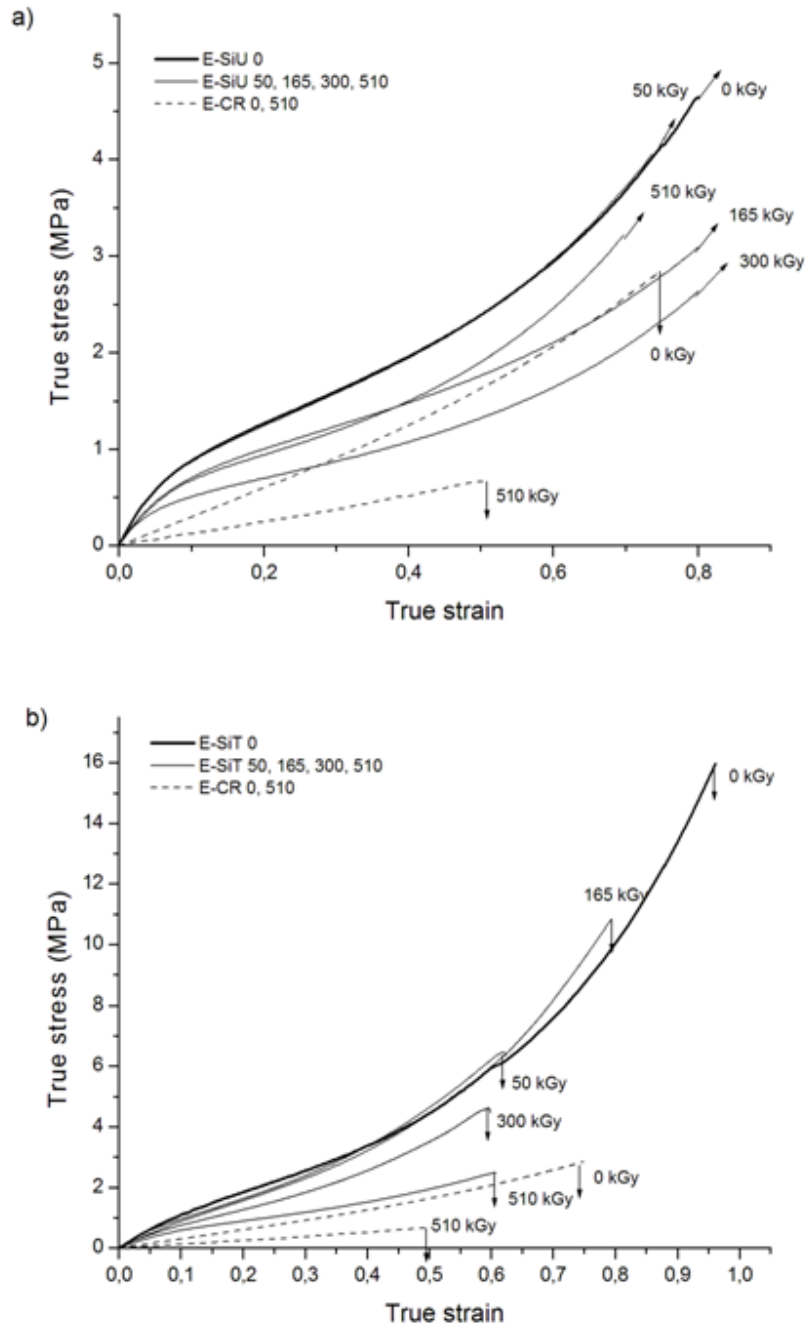 a)
E-SiU 0
E-SiU 50, 165, 300, 510
E-CR 0, 510
50 kGy
0 kGy
510 kGy
165 kGy
300 kGy
0 kGy
510 kGy
True stress (MPa)
5
4
3
2
1
0
0,0 0,2 0,4 0,6 0,8
True strain
b)
E-SiT 0
E-SiT 50, 165, 300, 510
E-CR 0, 510
0 kGy
165 kGy
50 kGy
300 kGy
0 kGy
510 kGy
510 kGy
True stress (MPa)
16
14
12
10
8
6
4
2
0
0,0 0,1 0,2 0,3 0,4 0,5 0,6 0,7 0,8 0,9 1,0
True strain